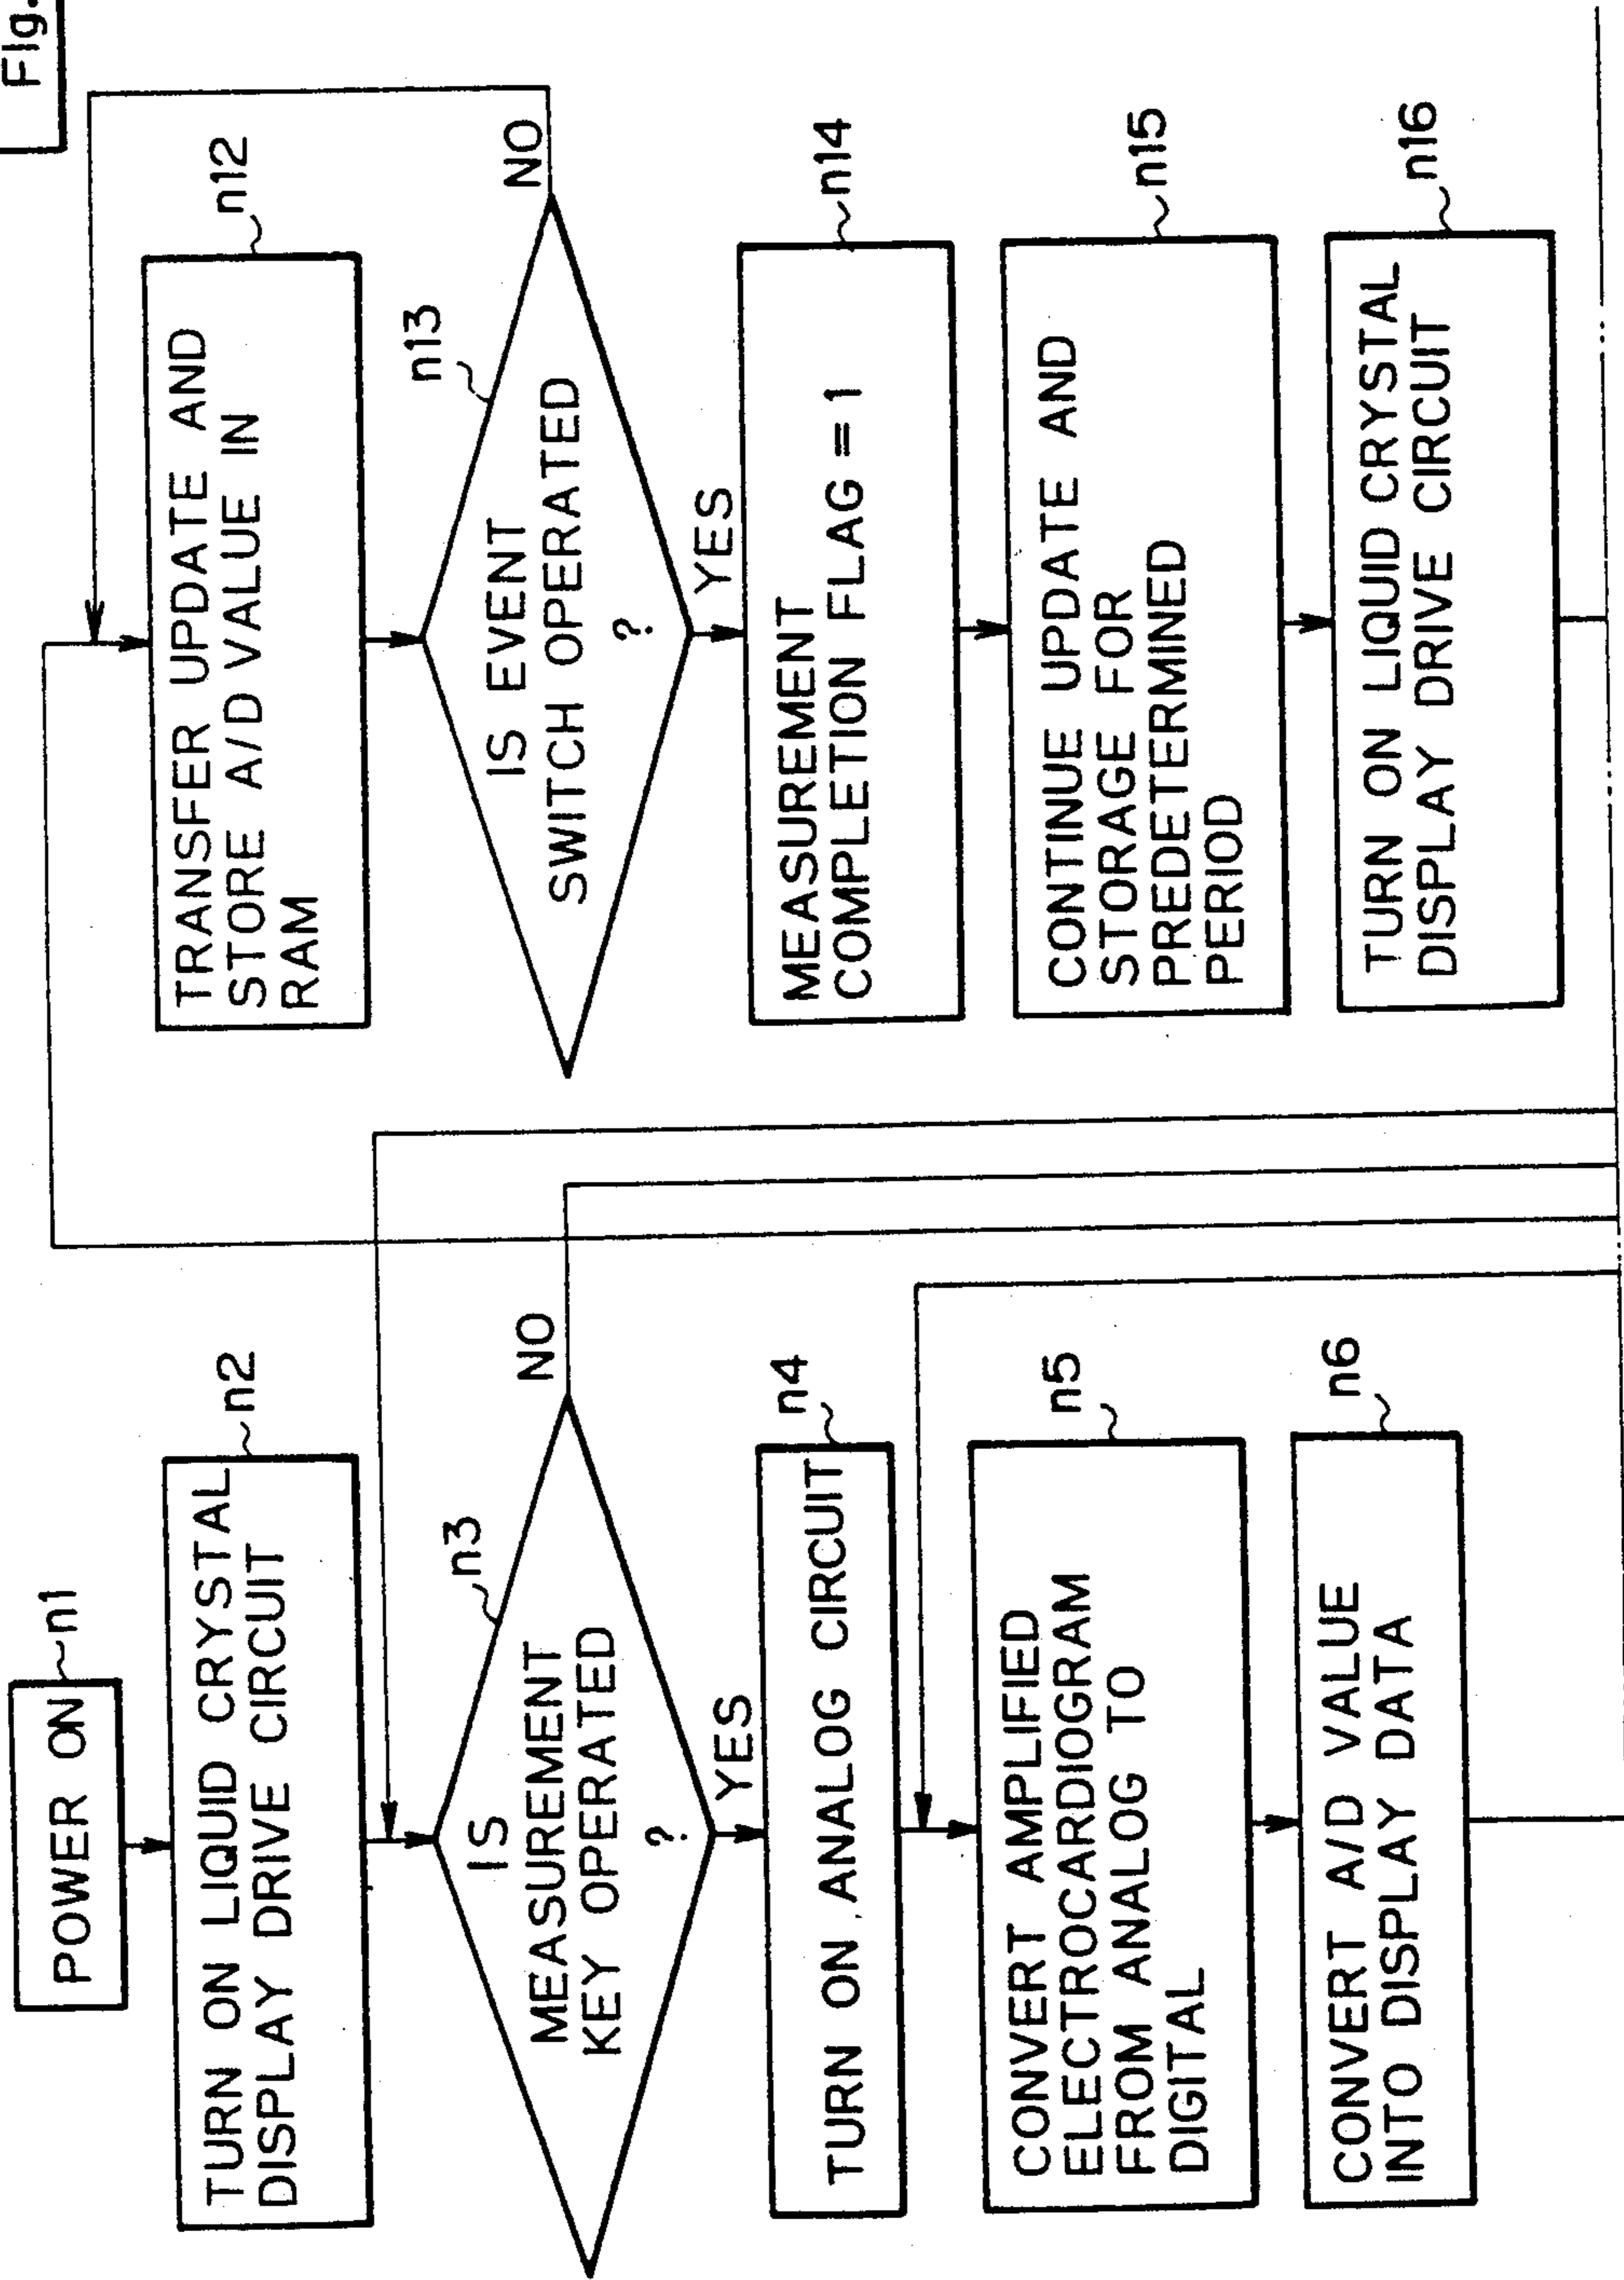 Fig.
POWER ON
n1
TURN ON LIQUID CRYSTAL
DISPLAY DRIVE CIRCUIT
n2
IS
MEASUREMENT
KEY OPERATED
?
n3
NO
YES
TURN ON ANALOG CIRCUIT
n4
CONVERT AMPLIFIED
ELECTROCARDIOGRAM
FROM ANALOG TO
DIGITAL
n5
CONVERT A/D VALUE
INTO DISPLAY DATA
n6
TRANSFER UPDATE AND
STORE A/D VALUE IN
RAM
n12
IS EVENT
SWITCH OPERATED
?
n13
NO
YES
MEASUREMENT
COMPLETION FLAG = 1
n14
CONTINUE UPDATE AND
STORAGE FOR
PREDETERMINED
PERIOD
n15
TURN ON LIQUID CRYSTAL
DISPLAY DRIVE CIRCUIT
n16